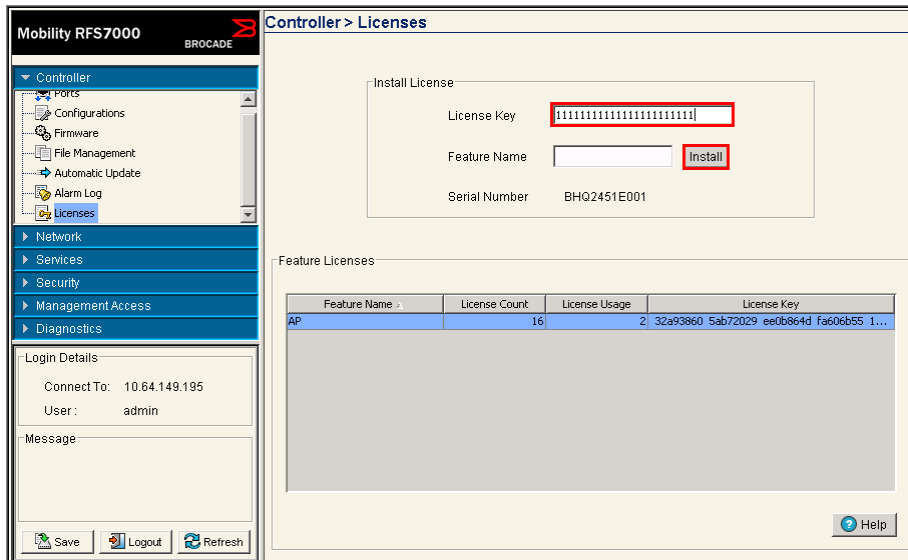 Mobility RFS7000
BROCADE
Controller
Ports
Configurations
Firmware
File Management
Automatic Update
Alarm Log
Licenses
Network
Services
Security
Management Access
Diagnostics
Login Details
Connect To: 10.64.149.195
User : admin
Message
Save Logout Refresh
Controller > Licenses
Install License
License Key
Feature Name Install
Serial Number BHQ2451E001
Feature Licenses
Feature Name License Count License Usage License Key
AP 16 2 32a93860 5ab72029 ee0b864d fa606b55 1...
Help